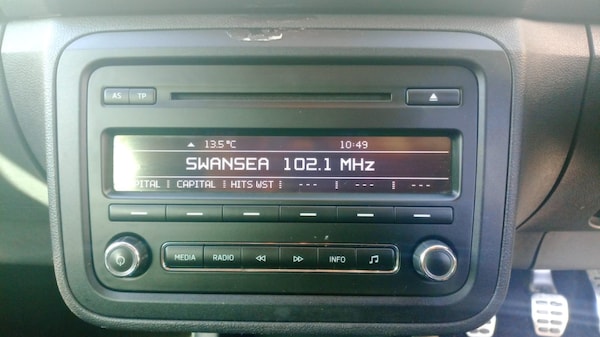 AS TP
13.5 °C 10:49
SWANSEA 102.1 MHz
PITAL CAPITAL HITS WST --- --- ---
MEDIA RADIO INFO